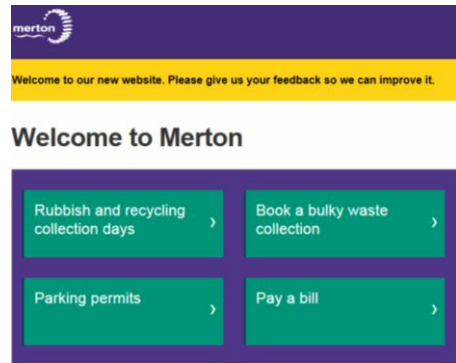 merton
Welcome to our new website. Please give us your feedback so we can improve it.
Welcome to Merton
Rubbish and recycling
collection days
Book a bulky waste
collection
Parking permits
Pay a bill